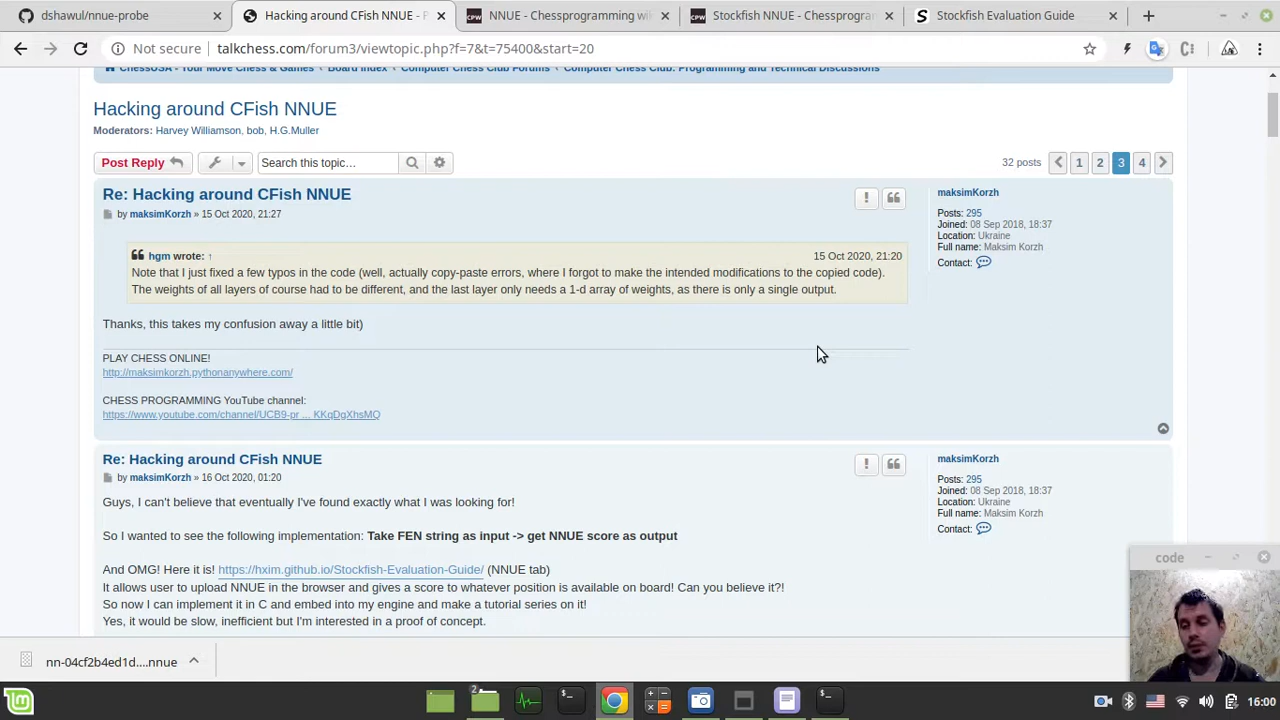 dshawul/nnue-probe
Hacking around CFish NNUE - P
CPW NNUE - Chessprogramming wi
CPW Stockfish NNUE - Chessprogra
Stockfish Evaluation Guide
Not secure
talkchess.com/forum3/viewtopic.php?f=7&t=75400&start=20
ChessUSA - Your Move Chess & Games ‹ Board Index ‹ Computer Chess Club Forums ‹ Computer Chess Club: Programming and Technical Discussions
Hacking around CFish NNUE
Moderators: Harvey Williamson, bob, H.G.Muller
Post Reply
Search this topic…
32 posts
1 2 3 4
Re: Hacking around CFish NNUE
by maksimKorzh » 15 Oct 2020, 21:27
maksimKorzh
Posts: 295
Joined: 08 Sep 2018, 18:37
Location: Ukraine
Full name: Maksim Korzh
Contact:
hgm wrote: ↑
15 Oct 2020, 21:20
Note that I just fixed a few typos in the code (well, actually copy-paste errors, where I forgot to make the intended modifications to the copied code).
The weights of all layers of course had to be different, and the last layer only needs a 1-d array of weights, as there is only a single output.
Thanks, this takes my confusion away a little bit)
PLAY CHESS ONLINE!
http://maksimkorzh.pythonanywhere.com/
CHESS PROGRAMMING YouTube channel:
https://www.youtube.com/channel/UCB9-pr ... KKqDgXhsMQ
Re: Hacking around CFish NNUE
by maksimKorzh » 16 Oct 2020, 01:20
maksimKorzh
Posts: 295
Joined: 08 Sep 2018, 18:37
Location: Ukraine
Full name: Maksim Korzh
Contact:
Guys, I can't believe that eventually I've found exactly what I was looking for!
So I wanted to see the following implementation: Take FEN string as input -> get NNUE score as output
And OMG! Here it is! https://hxim.github.io/Stockfish-Evaluation-Guide/ (NNUE tab)
It allows user to upload NNUE in the browser and gives a score to whatever position is available on board! Can you believe it?!
So now I can implement it in C and embed into my engine and make a tutorial series on it!
Yes, it would be slow, inefficient but I'm interested in a proof of concept.
code
nn-04cf2b4ed1d....nnue
2
16:00